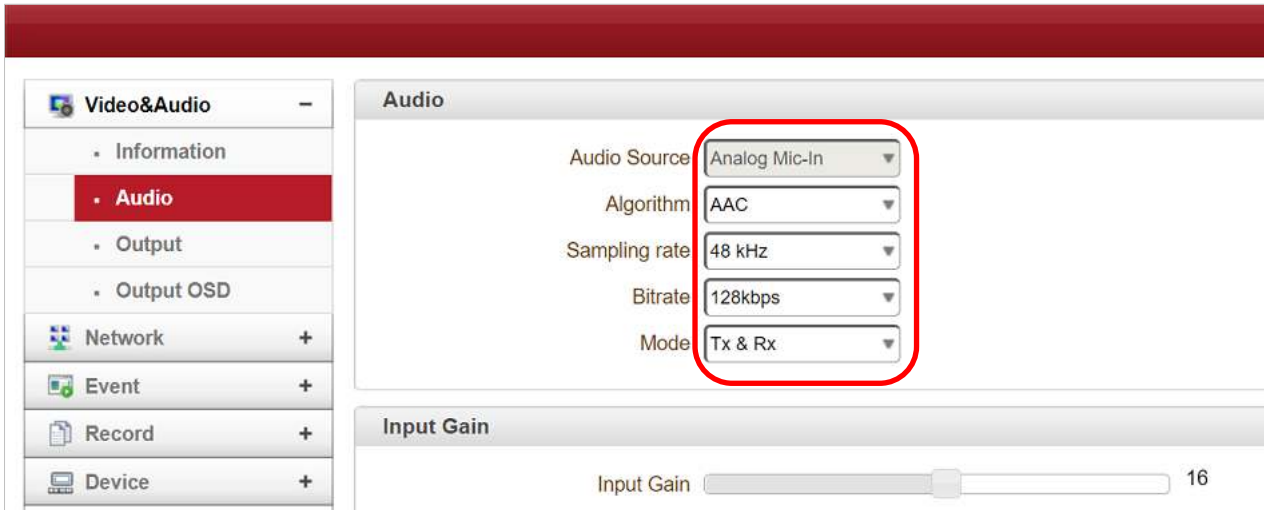 Video&Audio −
Information
Audio
Output
Output OSD
Network +
Event +
Record +
Device +
Audio
Audio Source Analog Mic-In
Algorithm AAC
Sampling rate 48 kHz
Bitrate 128kbps
Mode Tx & Rx
Input Gain
Input Gain 16